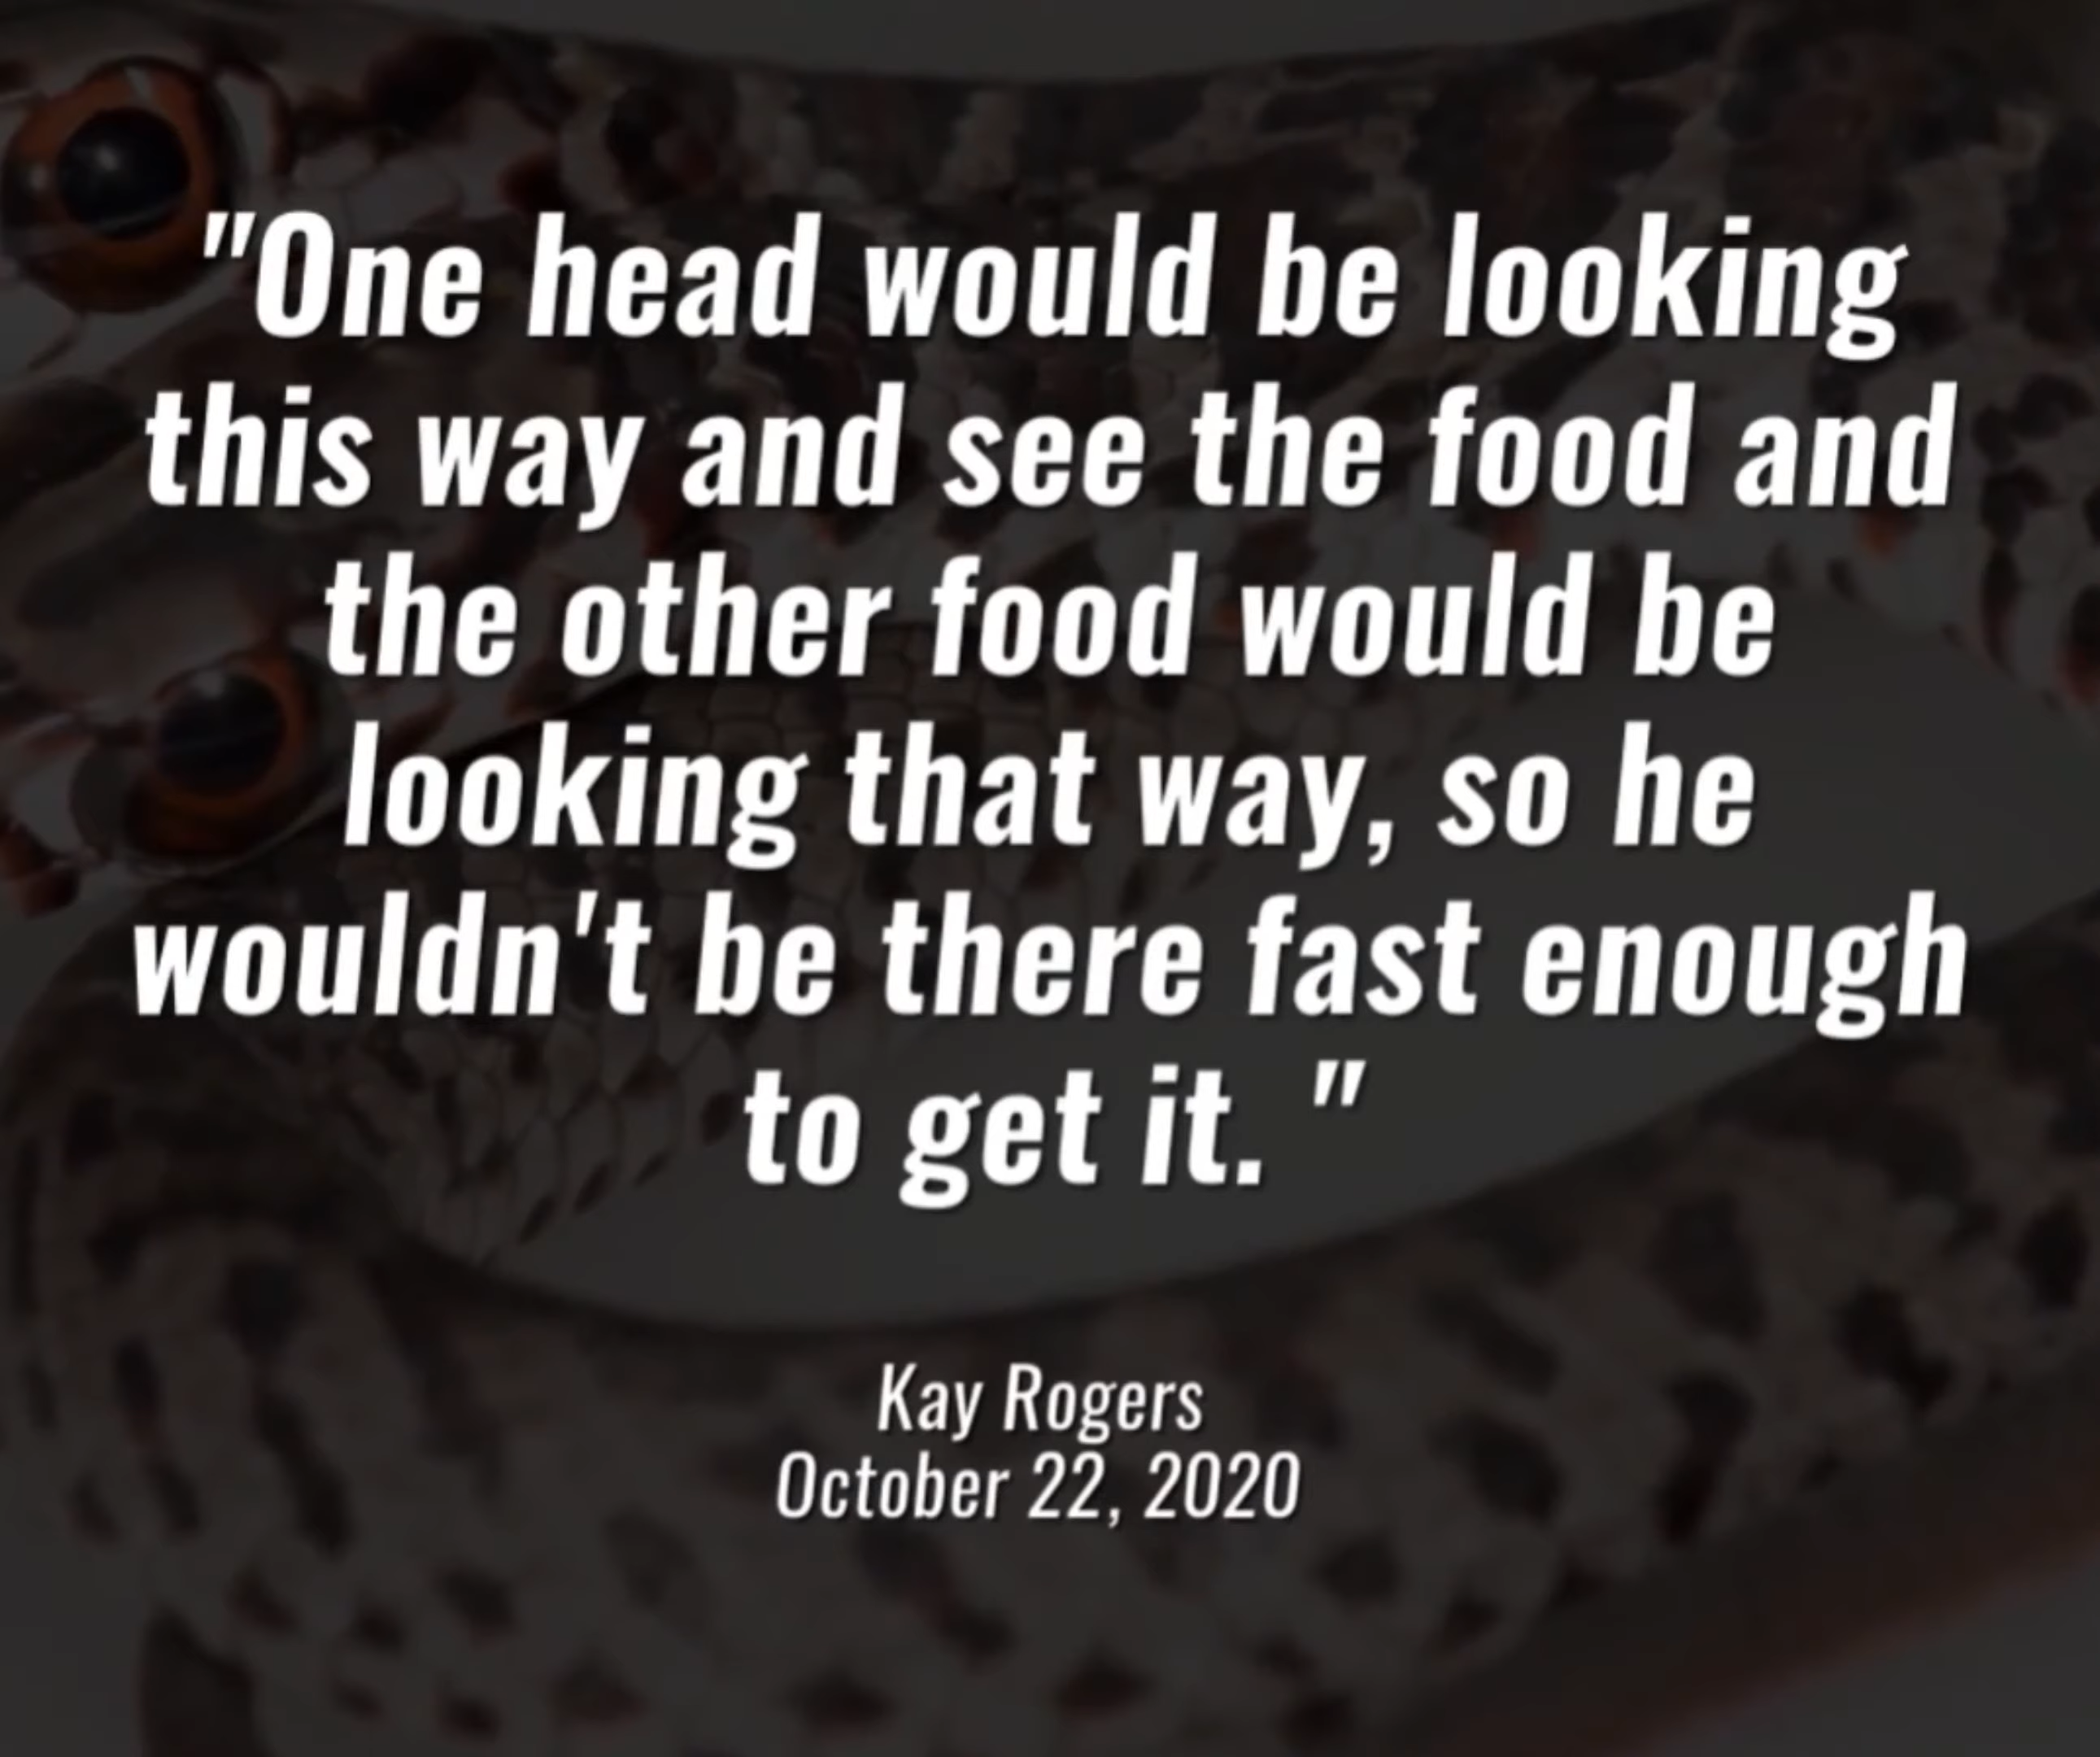 "One head would be looking
this way and see the food and
the other food would be
looking that way, so he
wouldn't be there fast enough
to get it. "
Kay Rogers
October 22, 2020